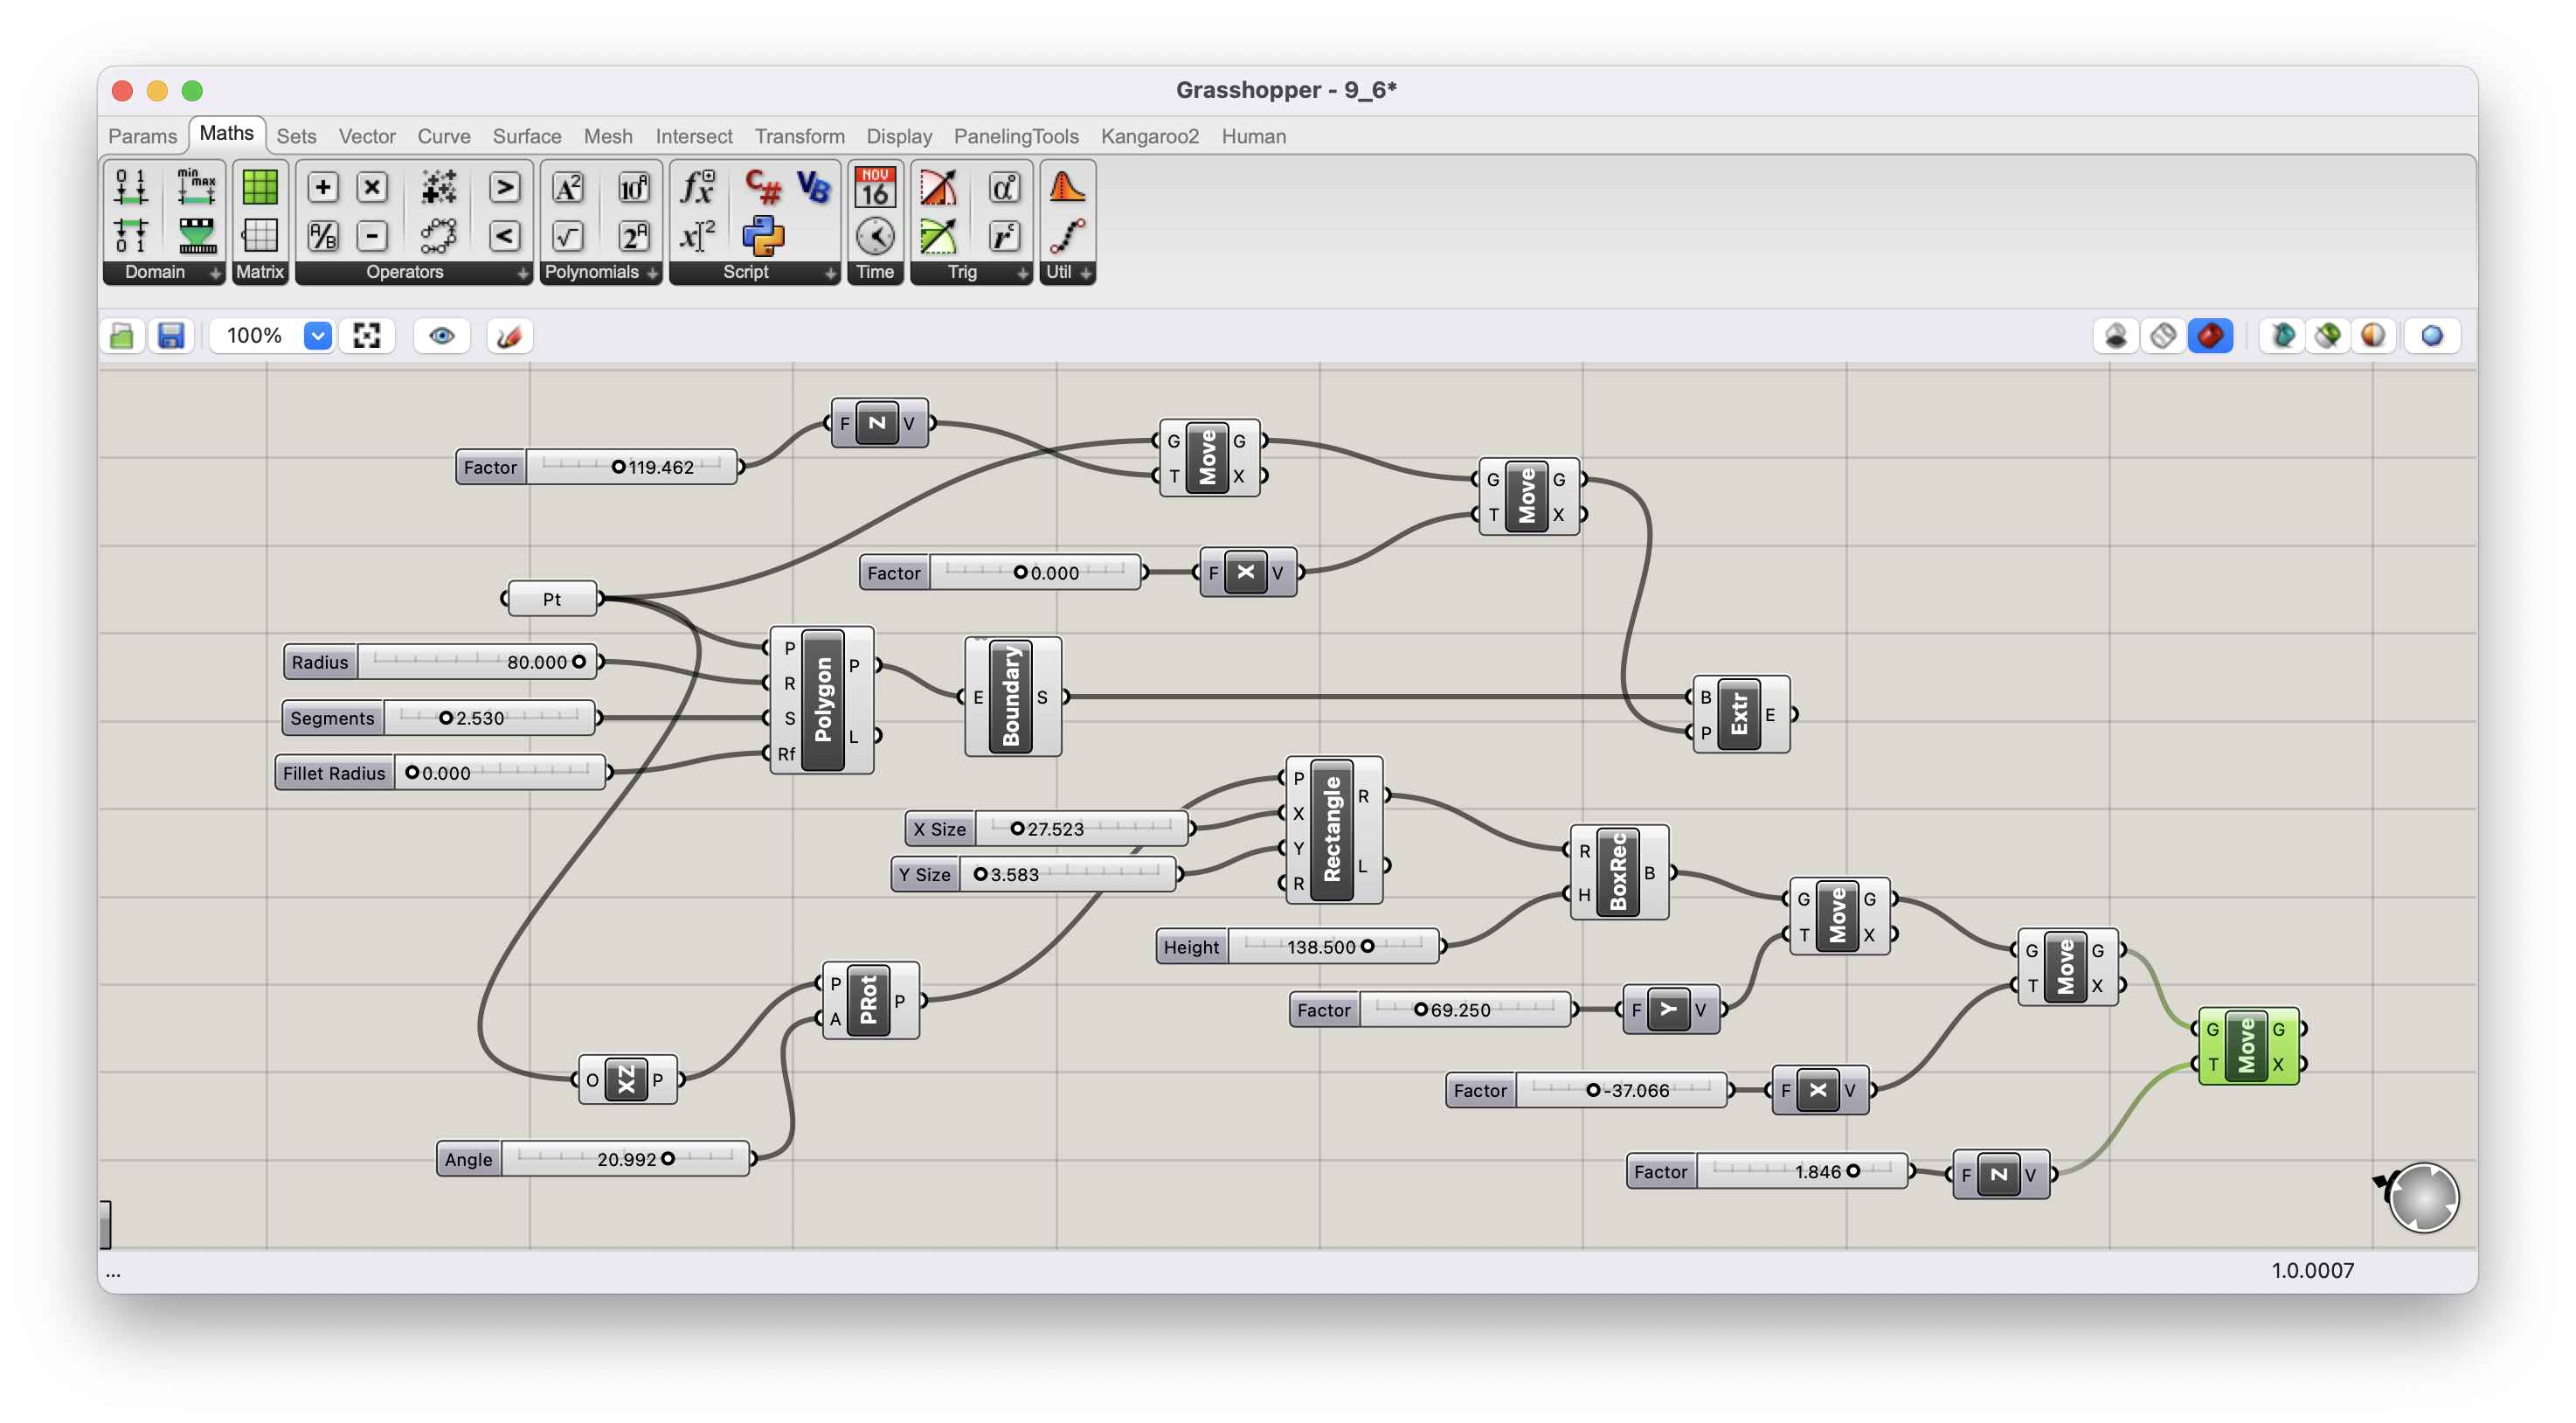 Grasshopper - 9_6*
Params Maths Sets Vector Curve Surface Mesh Intersect Transform Display PanelingTools Kangaroo2 Human
Domain Matrix Operators Polynomials Script Time Trig Util
100%
F Z V
Factor 119.462
G Move G
T X
G Move G
T X
Factor 0.000
F X V
Pt
Radius 80.000
Segments 2.530
Fillet Radius 0.000
P Polygon P
R
S L
Rf
E Boundary S
B Extr E
P
X Size 27.523
Y Size 3.583
P Rectangle R
X
Y L
R
R BoxRec B
H
Height 138.500
G Move G
T X
G Move G
T X
P PRot P
A
Factor 69.250
F Y V
G Move G
T X
O XZ P
Factor -37.066
F X V
Angle 20.992
Factor 1.846
F Z V
...
1.0.0007